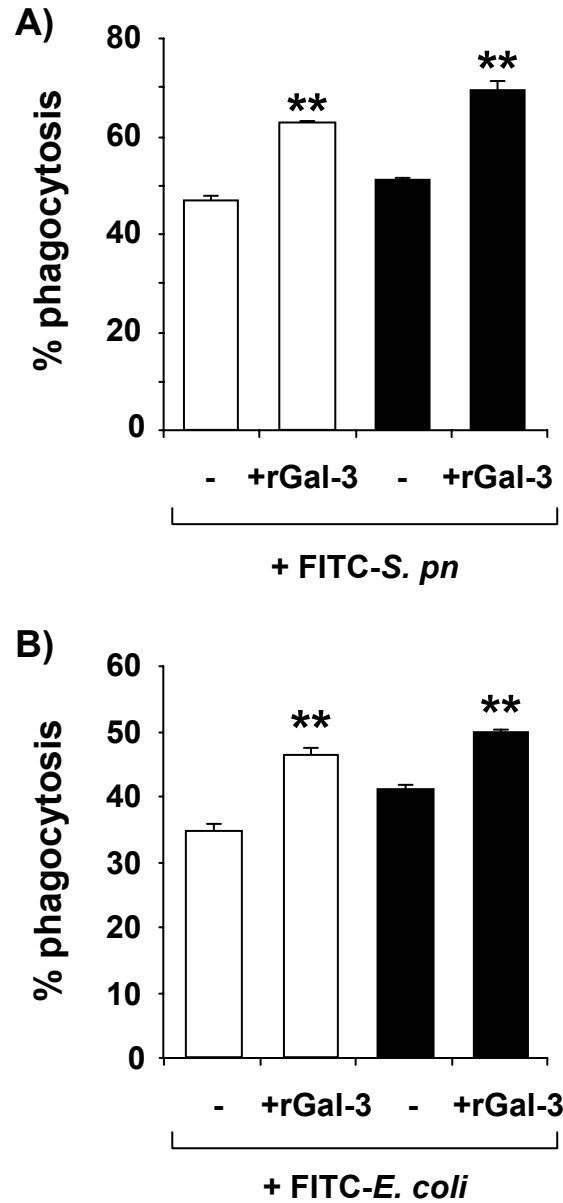 A)
% phagocytosis
80
60
40
20
0
**
**
- +rGal-3 - +rGal-3
+ FITC-S. pn
B)
% phagocytosis
60
50
40
30
20
10
0
**
**
- +rGal-3 - +rGal-3
+ FITC-E. coli